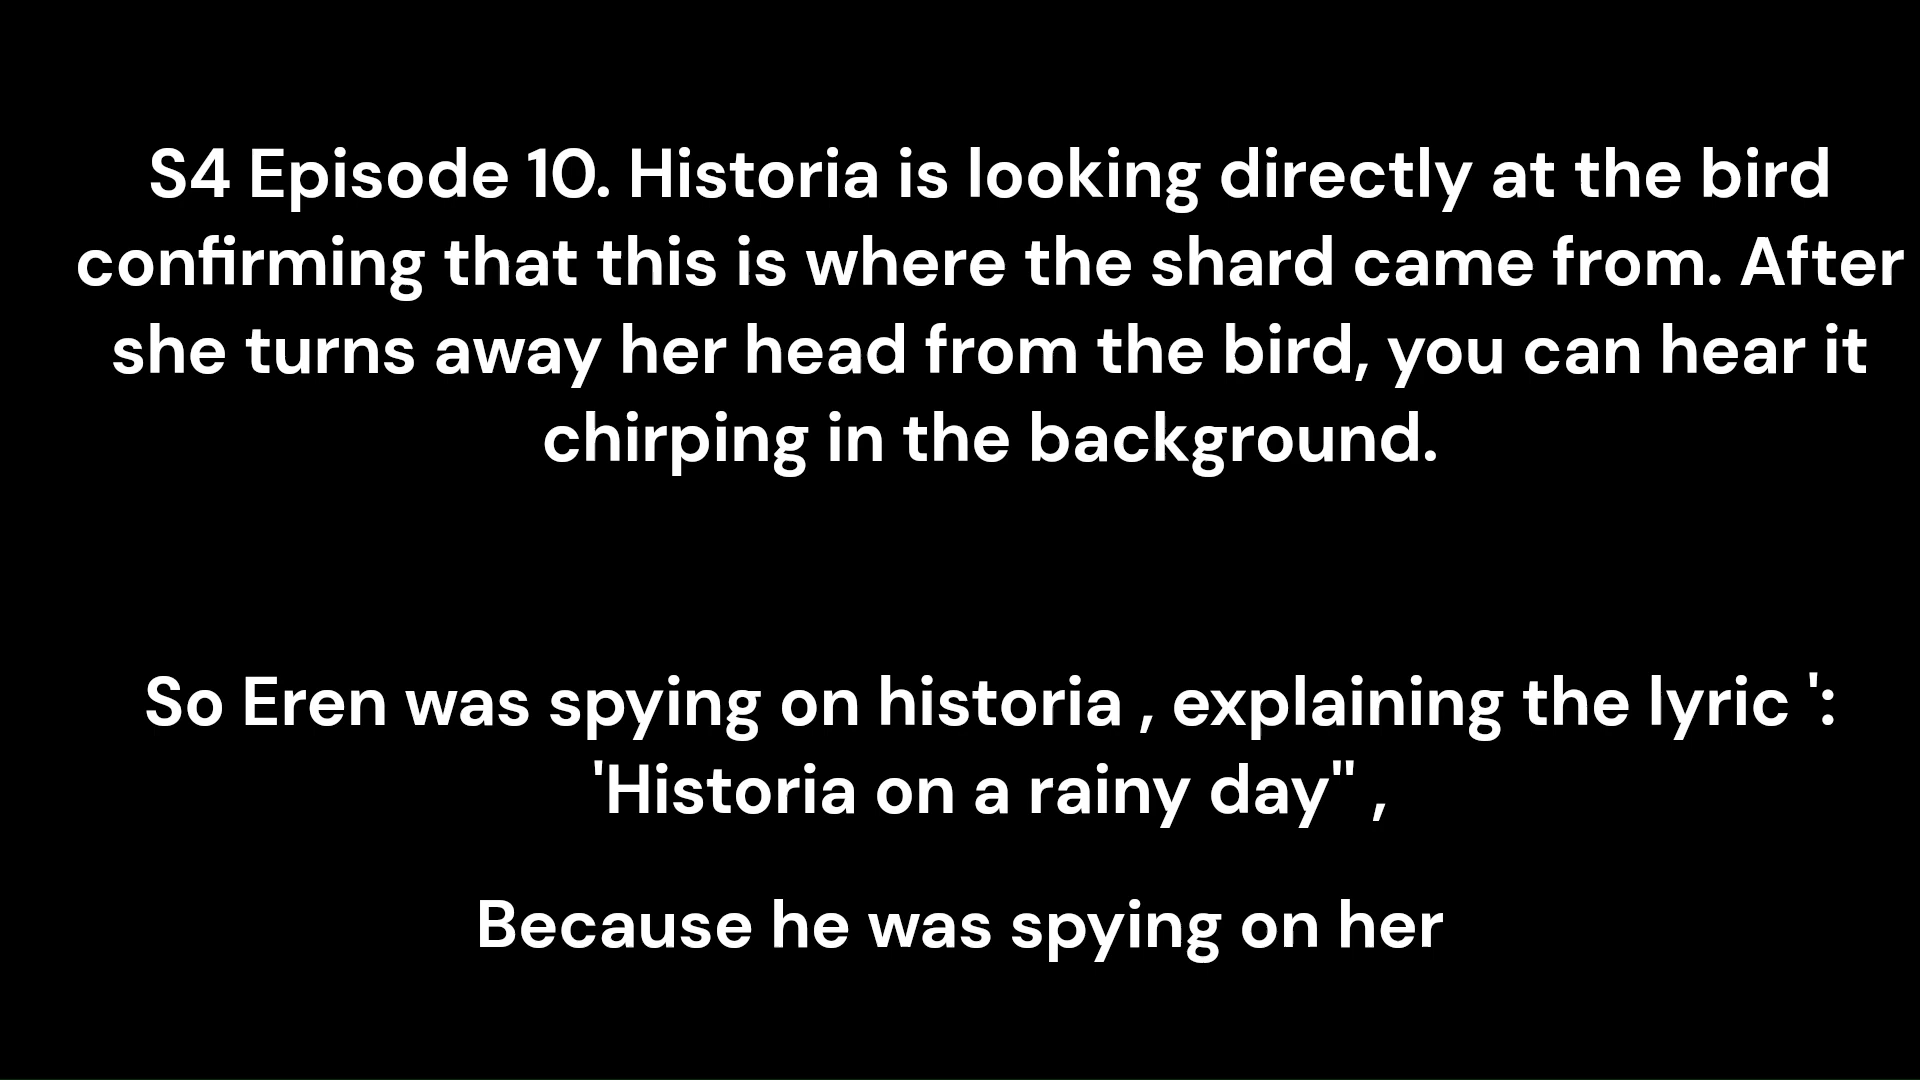 S4 Episode 10. Historia is looking directly at the bird
confirming that this is where the shard came from. After
she turns away her head from the bird, you can hear it
chirping in the background.
So Eren was spying on historia , explaining the lyric ':
'Historia on a rainy day" ,
Because he was spying on her